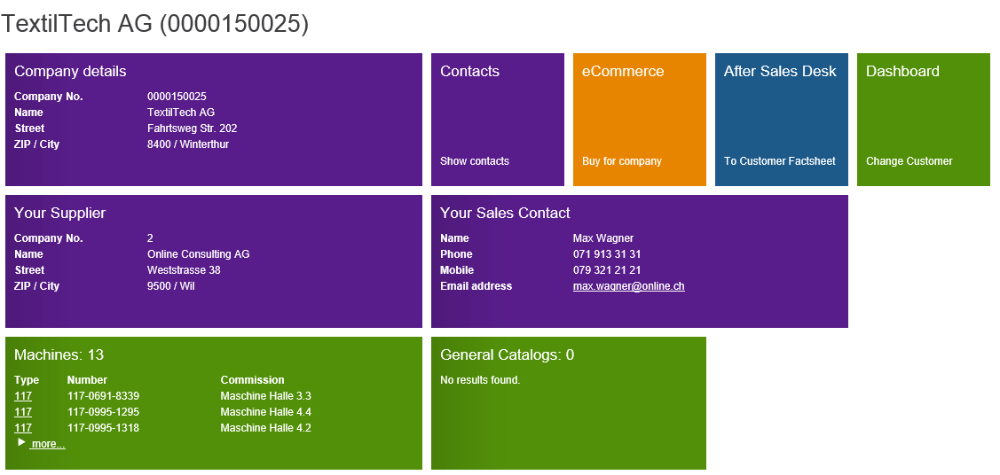 TextilTech AG (0000150025)
Company details
Company No. 0000150025
Name TextilTech AG
Street Fahrtsweg Str. 202
ZIP / City 8400 / Winterthur
Contacts
Show contacts
eCommerce
Buy for company
After Sales Desk
To Customer Factsheet
Dashboard
Change Customer
Your Supplier
Company No. 2
Name Online Consulting AG
Street Weststrasse 38
ZIP / City 9500 / Wil
Your Sales Contact
Name Max Wagner
Phone 071 913 31 31
Mobile 079 321 21 21
Email address max.wagner@online.ch
Machines: 13
Type Number Commission
117 117-0691-8339 Maschine Halle 3.3
117 117-0995-1295 Maschine Halle 4.4
117 117-0995-1318 Maschine Halle 4.2
more...
General Catalogs: 0
No results found.